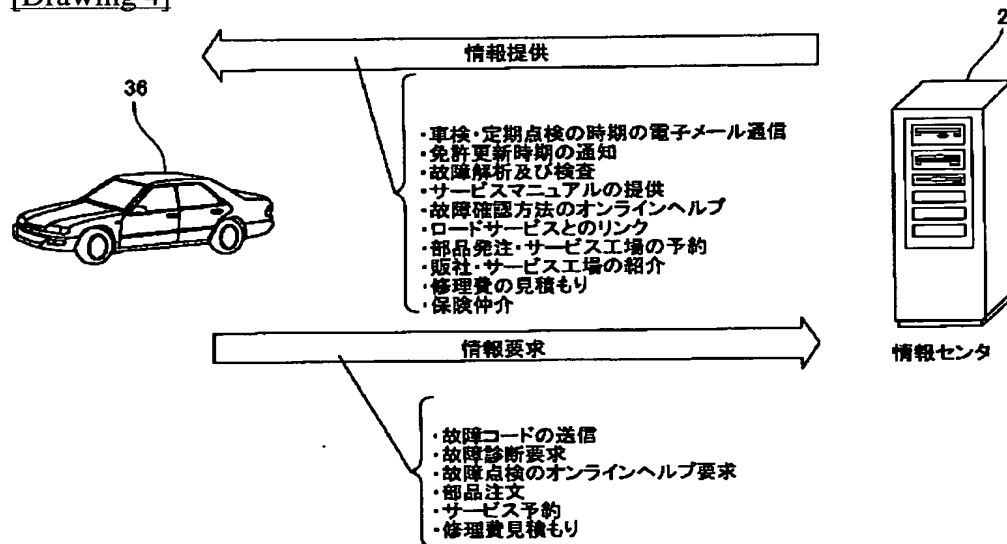 [Drawing 4]
2
情報提供
36
・車検・定期点検の時期の電子メール通信
・免許更新時期の通知
・故障解析及び検査
・サービスマニュアルの提供
・故障確認方法のオンラインヘルプ
・ロードサービスとのリンク
・部品発注・サービス工場の予約
・販社・サービス工場の紹介
・修理費の見積もり
・保険仲介
情報要求
情報センタ
・故障コードの送信
・故障診断要求
・故障点検のオンラインヘルプ要求
・部品注文
・サービス予約
・修理費見積もり